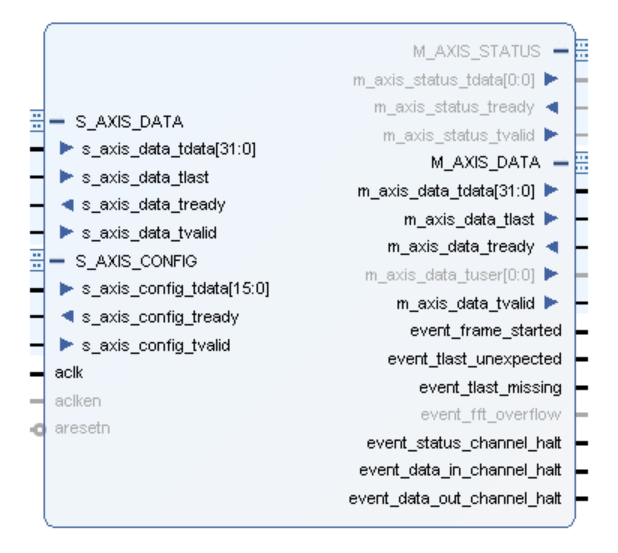 S_AXIS_DATA
s_axis_data_tdata[31:0]
s_axis_data_tlast
s_axis_data_tready
s_axis_data_tvalid
S_AXIS_CONFIG
s_axis_config_tdata[15:0]
s_axis_config_tready
s_axis_config_tvalid
aclk
aclken
aresetn
M_AXIS_STATUS
m_axis_status_tdata[0:0]
m_axis_status_tready
m_axis_status_tvalid
M_AXIS_DATA
m_axis_data_tdata[31:0]
m_axis_data_tlast
m_axis_data_tready
m_axis_data_tuser[0:0]
m_axis_data_tvalid
event_frame_started
event_tlast_unexpected
event_tlast_missing
event_fft_overflow
event_status_channel_halt
event_data_in_channel_halt
event_data_out_channel_halt